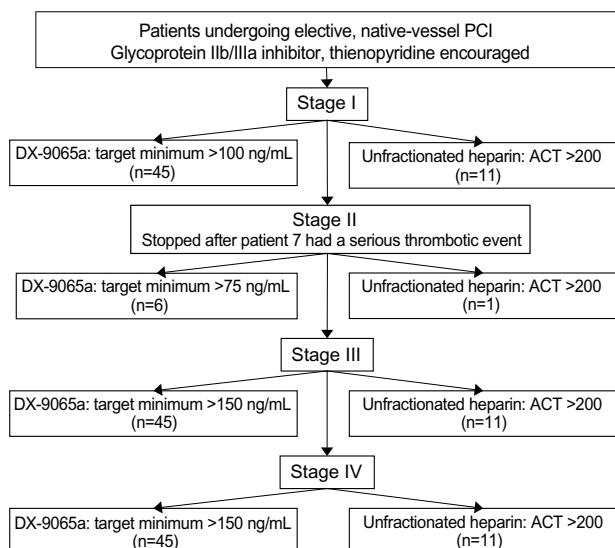 Patients undergoing elective, native-vessel PCI
Glycoprotein IIb/IIIa inhibitor, thienopyridine encouraged
Stage I
DX-9065a: target minimum >100 ng/mL
(n=45)
Unfractionated heparin: ACT >200
(n=11)
Stage II
Stopped after patient 7 had a serious thrombotic event
DX-9065a: target minimum >75 ng/mL
(n=6)
Unfractionated heparin: ACT >200
(n=1)
Stage III
DX-9065a: target minimum >150 ng/mL
(n=45)
Unfractionated heparin: ACT >200
(n=11)
Stage IV
DX-9065a: target minimum >150 ng/mL
(n=45)
Unfractionated heparin: ACT >200
(n=11)